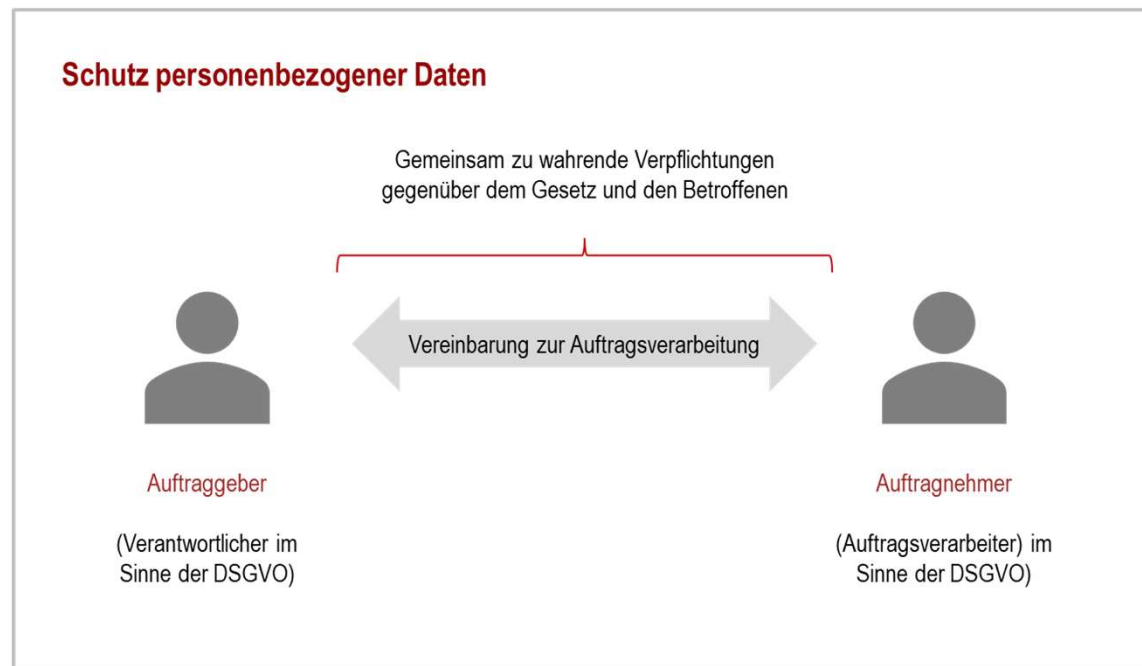 Schutz personenbezogener Daten
Gemeinsam zu wahrende Verpflichtungen
gegenüber dem Gesetz und den Betroffenen
Vereinbarung zur Auftragsverarbeitung
Auftraggeber
(Verantwortlicher im
Sinne der DSGVO)
Auftragnehmer
(Auftragsverarbeiter) im
Sinne der DSGVO)